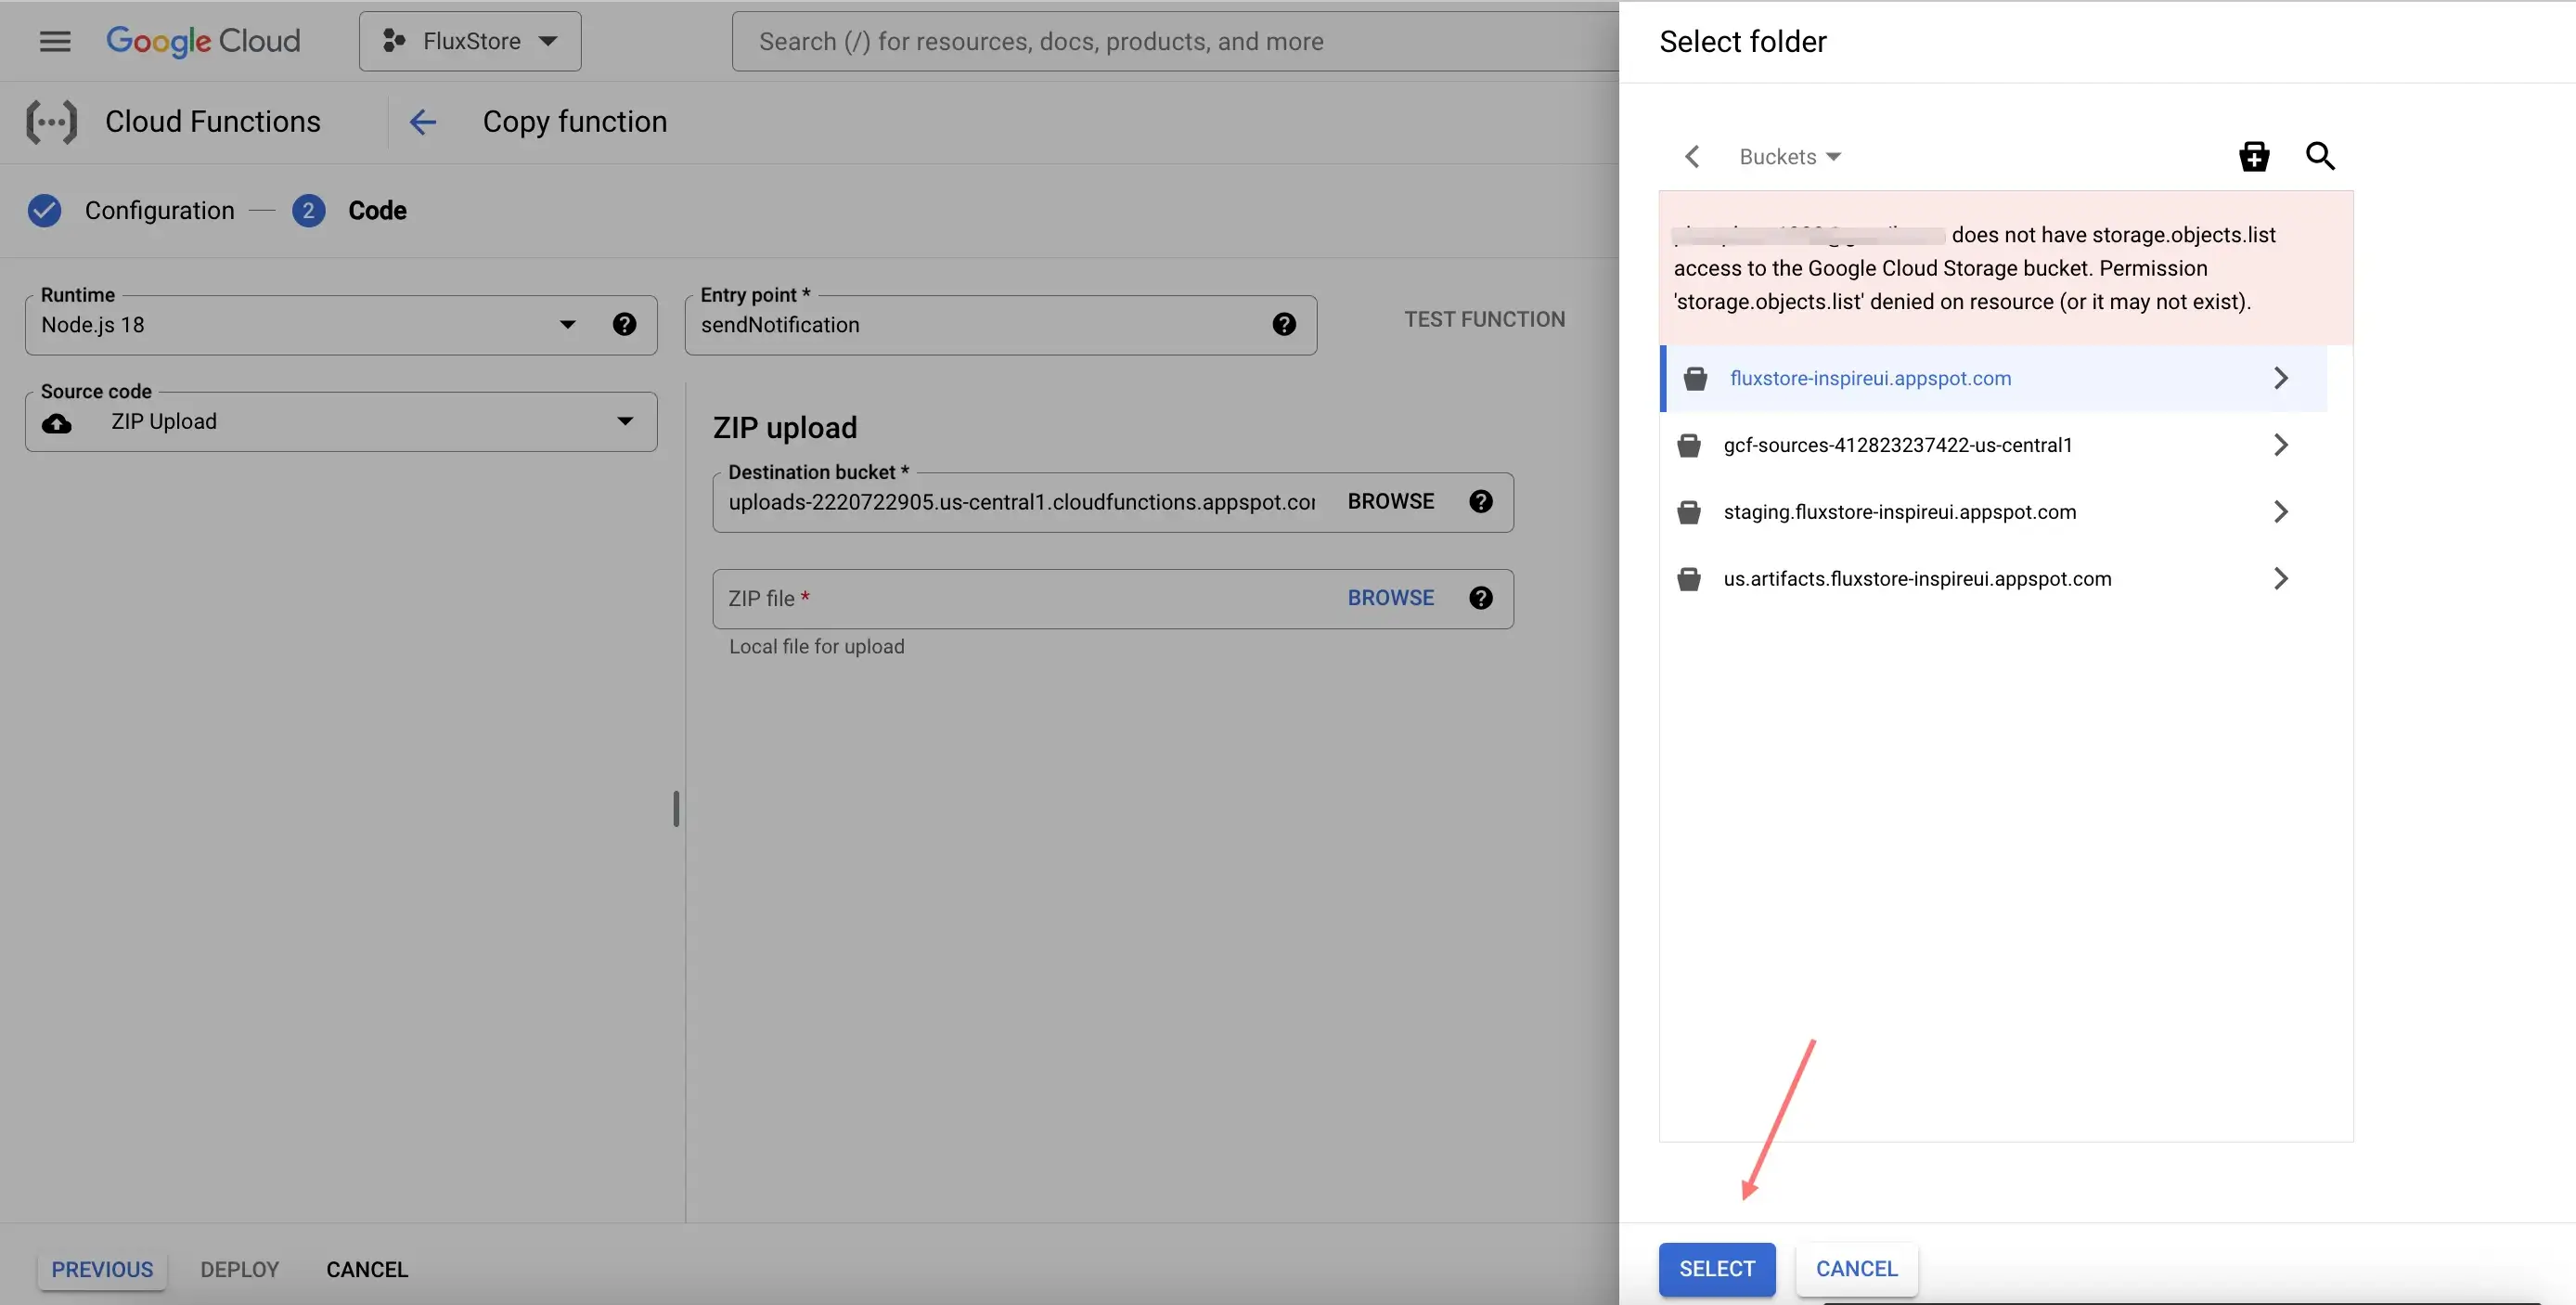 Google Cloud
FluxStore
Search (/) for resources, docs, products, and more
Cloud Functions
Copy function
Configuration
2
Code
Runtime
Node.js 18
Entry point *
sendNotification
TEST FUNCTION
Source code
ZIP Upload
ZIP upload
Destination bucket *
uploads-2220722905.us-central1.cloudfunctions.appspot.cor
BROWSE
ZIP file *
BROWSE
Local file for upload
PREVIOUS
DEPLOY
CANCEL
Select folder
Buckets
does not have storage.objects.list
access to the Google Cloud Storage bucket. Permission
'storage.objects.list' denied on resource (or it may not exist).
fluxstore-inspireui.appspot.com
gcf-sources-412823237422-us-central1
staging.fluxstore-inspireui.appspot.com
us.artifacts.fluxstore-inspireui.appspot.com
SELECT
CANCEL